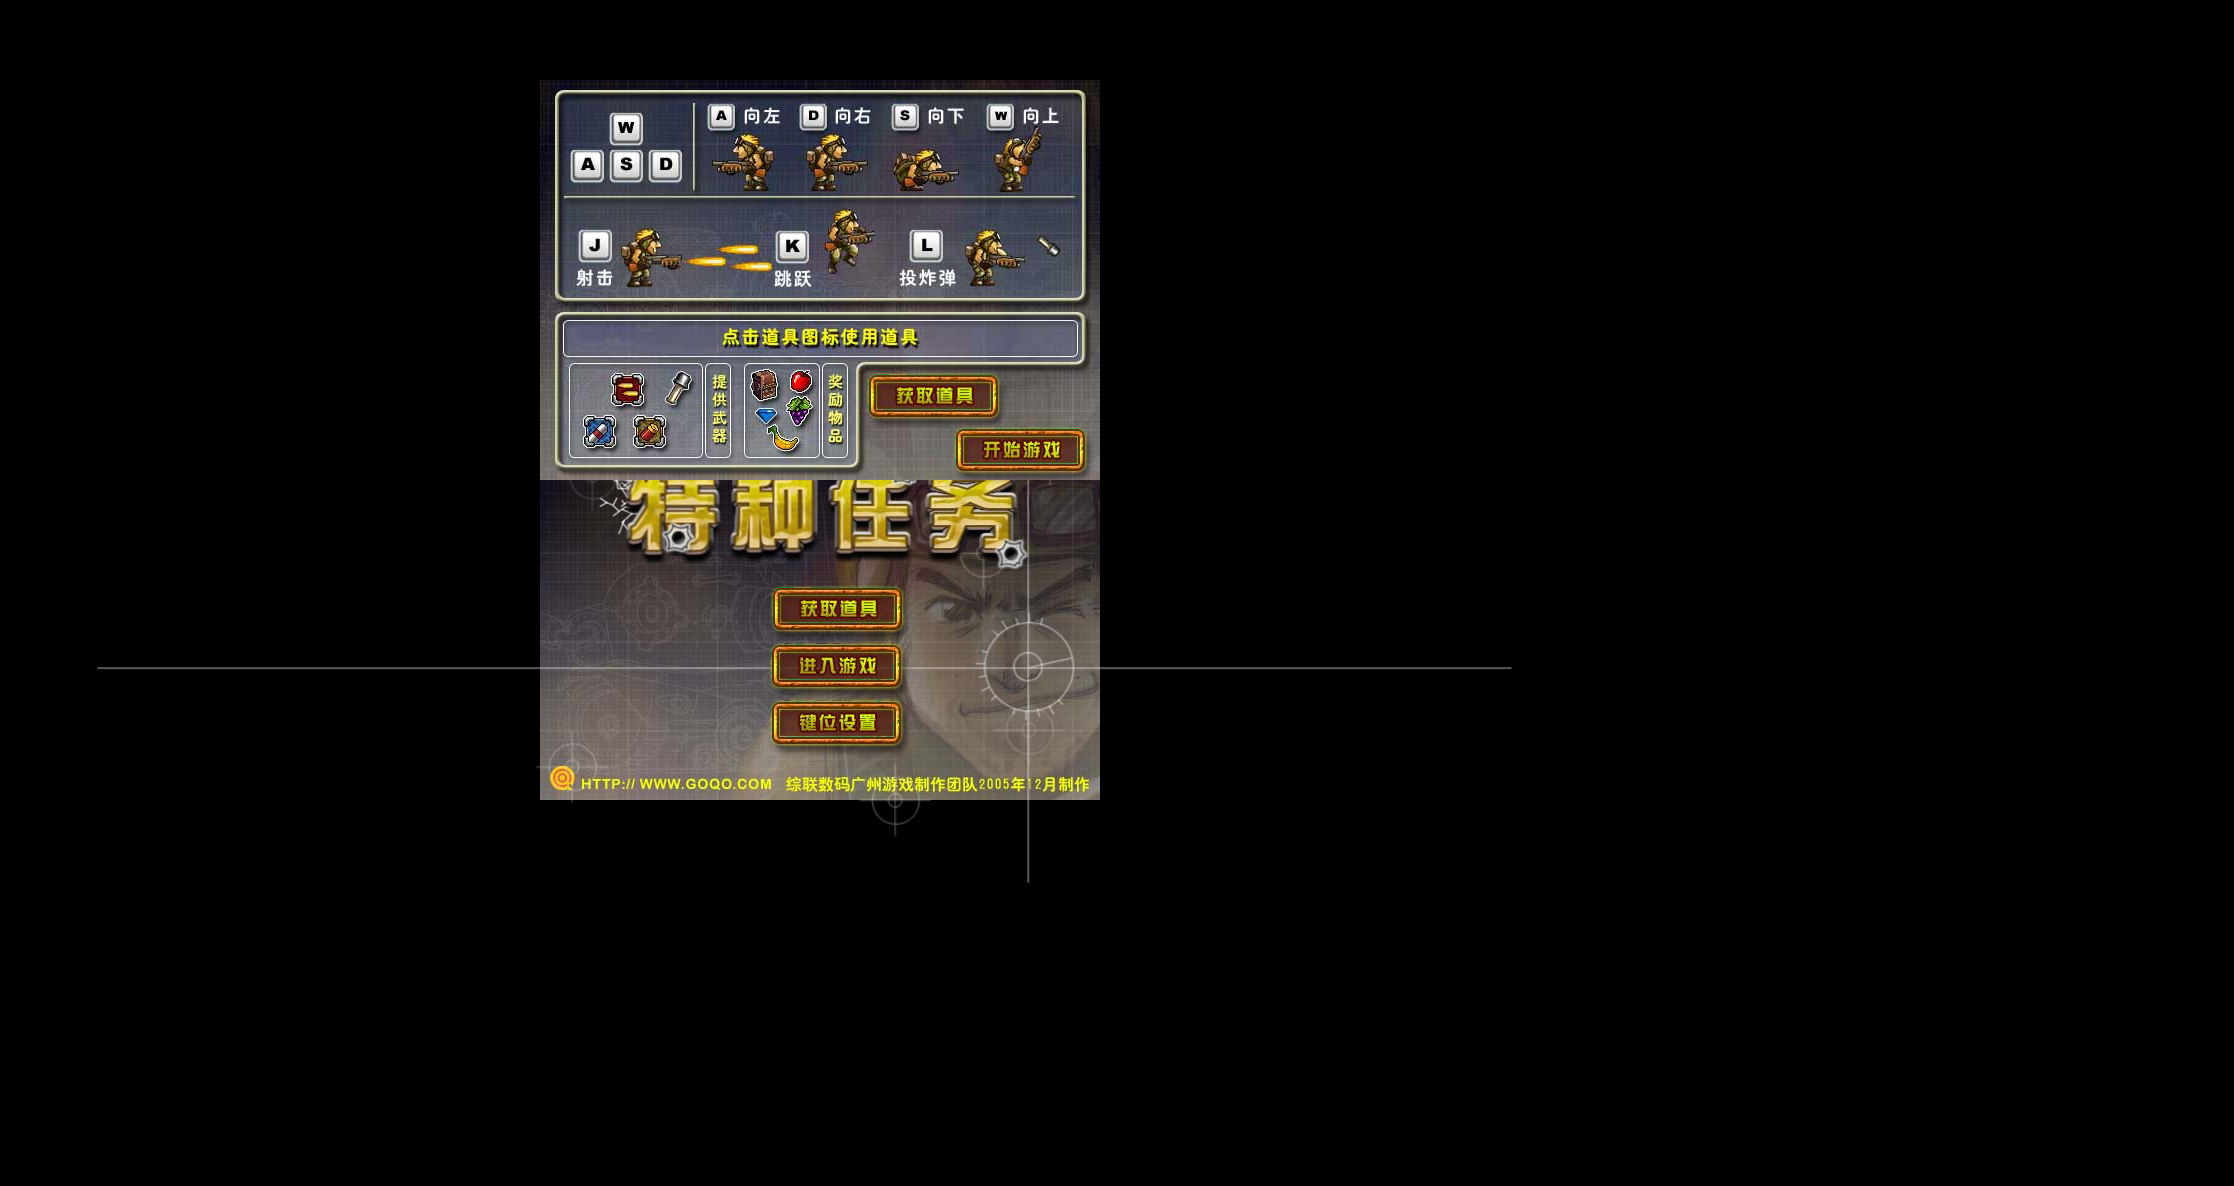 A 向左 D 向右 S 向下 W 向上
W
A S D
J K L
射击 跳跃 投炸弹
点击道具图标使用道具
提供武器
奖励物品
获取道具
开始游戏
特种任务
获取道具
进入游戏
键位设置
HTTP:// WWW.GOQO.COM 综联数码广州游戏制作团队2005年12月制作